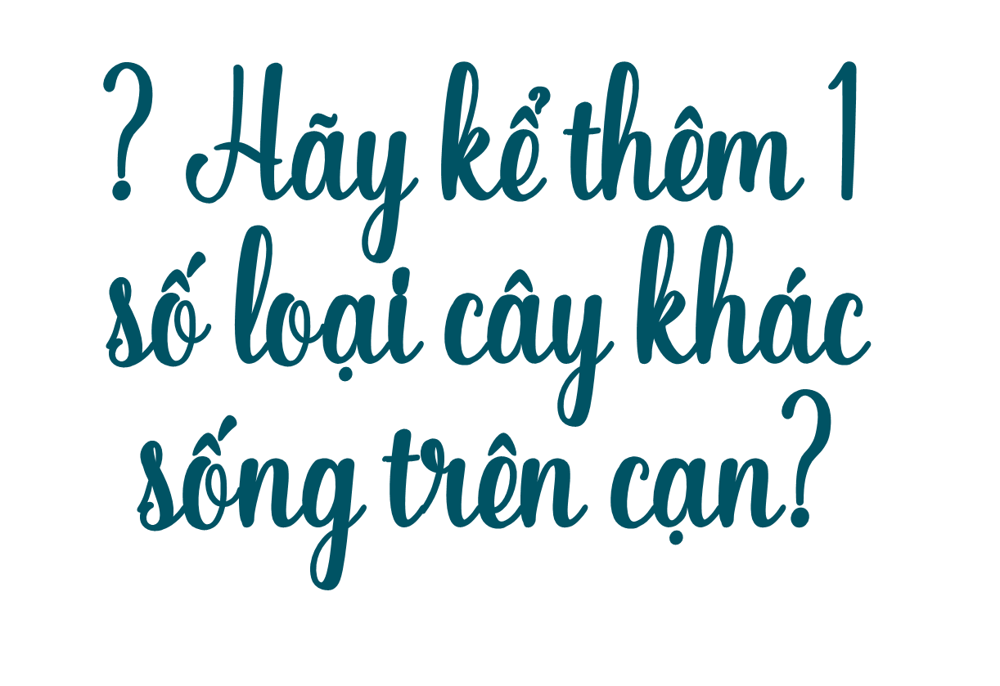 ? Hãy kể thêm 1
số loại cây khác
sống trên cạn?